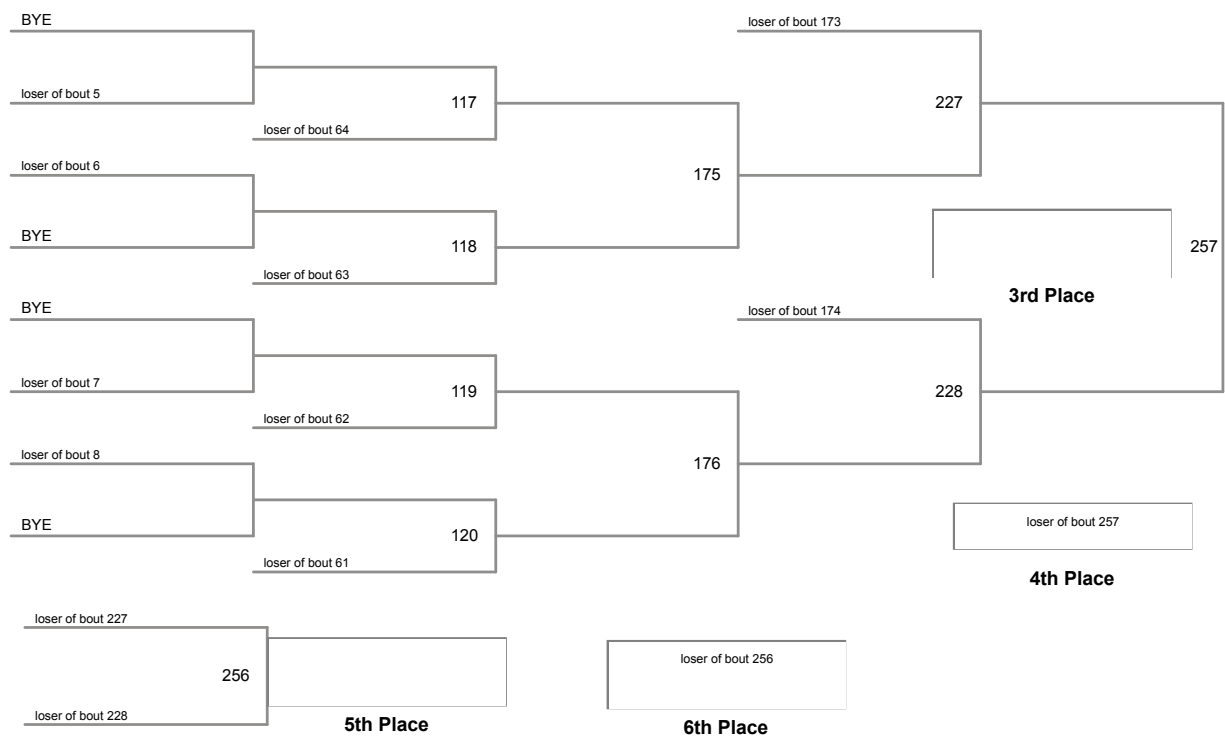 BYE
loser of bout 173
loser of bout 5
117
227
loser of bout 64
loser of bout 6
175
BYE
118
257
loser of bout 63
3rd Place
BYE
loser of bout 174
loser of bout 7
119
228
loser of bout 62
loser of bout 8
176
BYE
120
loser of bout 257
loser of bout 61
4th Place
loser of bout 227
256
loser of bout 256
loser of bout 228
5th Place
6th Place